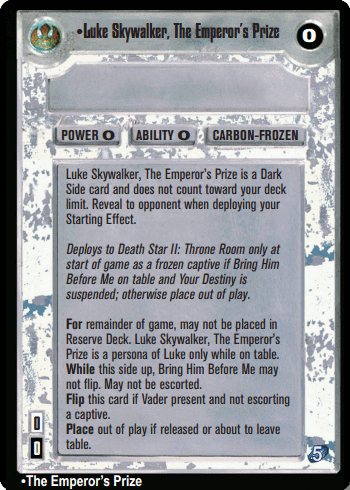 •Luke Skywalker, The Emperor's Prize
0
POWER 0 ABILITY 0 CARBON-FROZEN
Luke Skywalker, The Emperor's Prize is a Dark
Side card and does not count toward your deck
limit. Reveal to opponent when deploying your
Starting Effect.
Deploys to Death Star II: Throne Room only at
start of game as a frozen captive if Bring Him
Before Me on table and Your Destiny is
suspended; otherwise place out of play.
For remainder of game, may not be placed in
Reserve Deck. Luke Skywalker, The Emperor's
Prize is a persona of Luke only while on table.
While this side up, Bring Him Before Me may
not flip. May not be escorted.
Flip this card if Vader present and not escorting
a captive.
Place out of play if released or about to leave
table.
0
0
5
•The Emperor's Prize